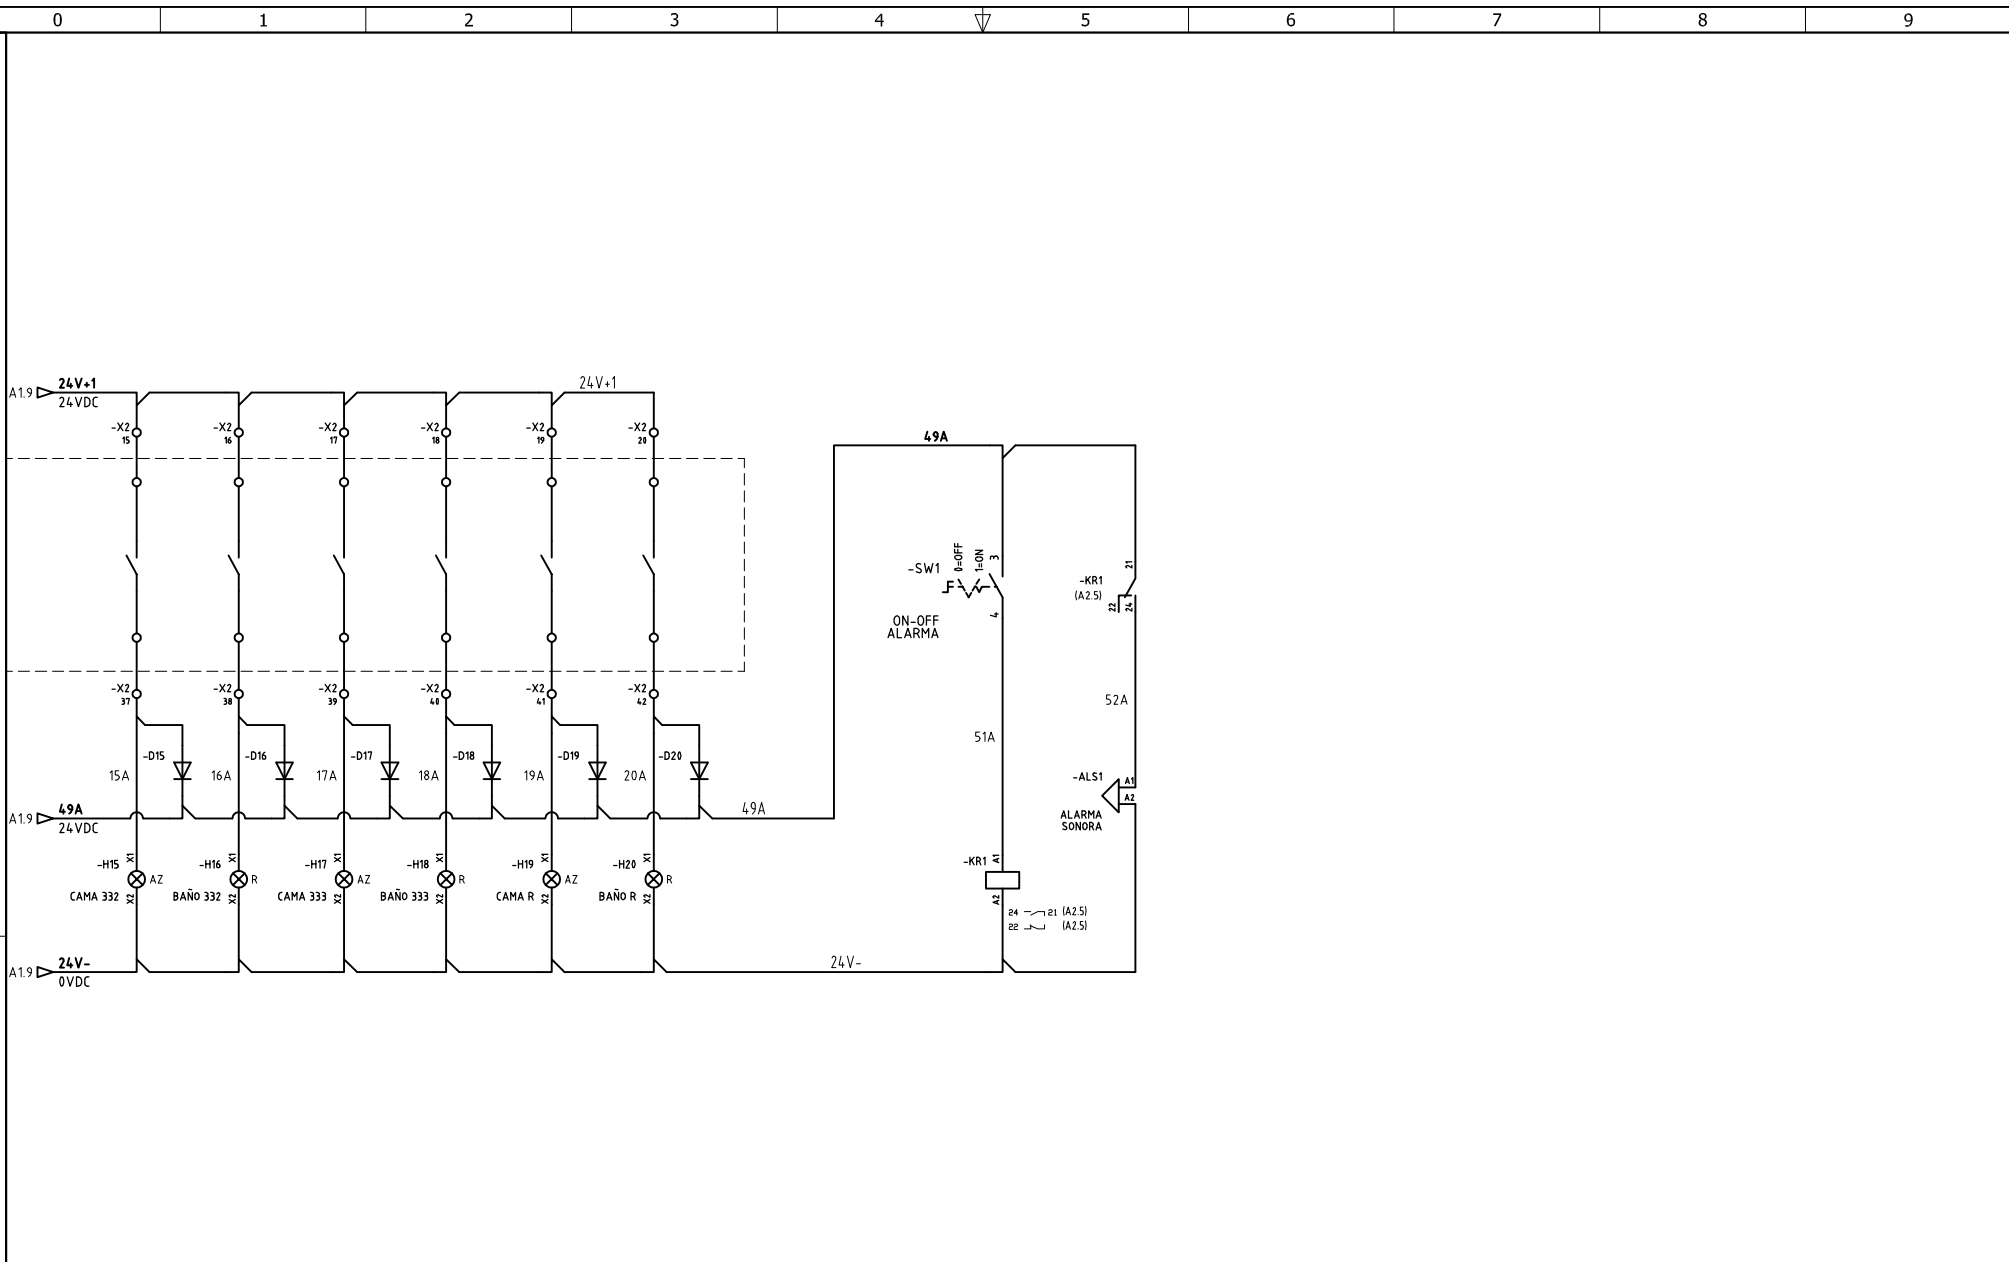 0 1 2 3 4 5 6 7 8 9
A1.9 24V+1 24V+1
24VDC
-X2 -X2 -X2 -X2 -X2 -X2
15 16 17 18 19 20
49A
-SW1 0=OFF 1=ON 3
4
ON-OFF
ALARMA
21
-KR1
(A2.5)
22 24
-X2 -X2 -X2 -X2 -X2 -X2
37 38 39 40 41 42
52A
51A
-D15 -D16 -D17 -D18 -D19 -D20
15A 16A 17A 18A 19A 20A
-ALS1 A1
A2
ALARMA
SONORA
A1.9 49A 49A
24VDC
-H15 X1 -H16 X1 -H17 X1 -H18 X1 -H19 X1 -H20 X1
AZ R AZ R AZ R
CAMA 332 X2 BAÑO 332 X2 CAMA 333 X2 BAÑO 333 X2 CAMA R X2 BAÑO R X2
-KR1 A1
A2
24 21 (A2.5)
22 (A2.5)
A1.9 24V- 24V-
0VDC